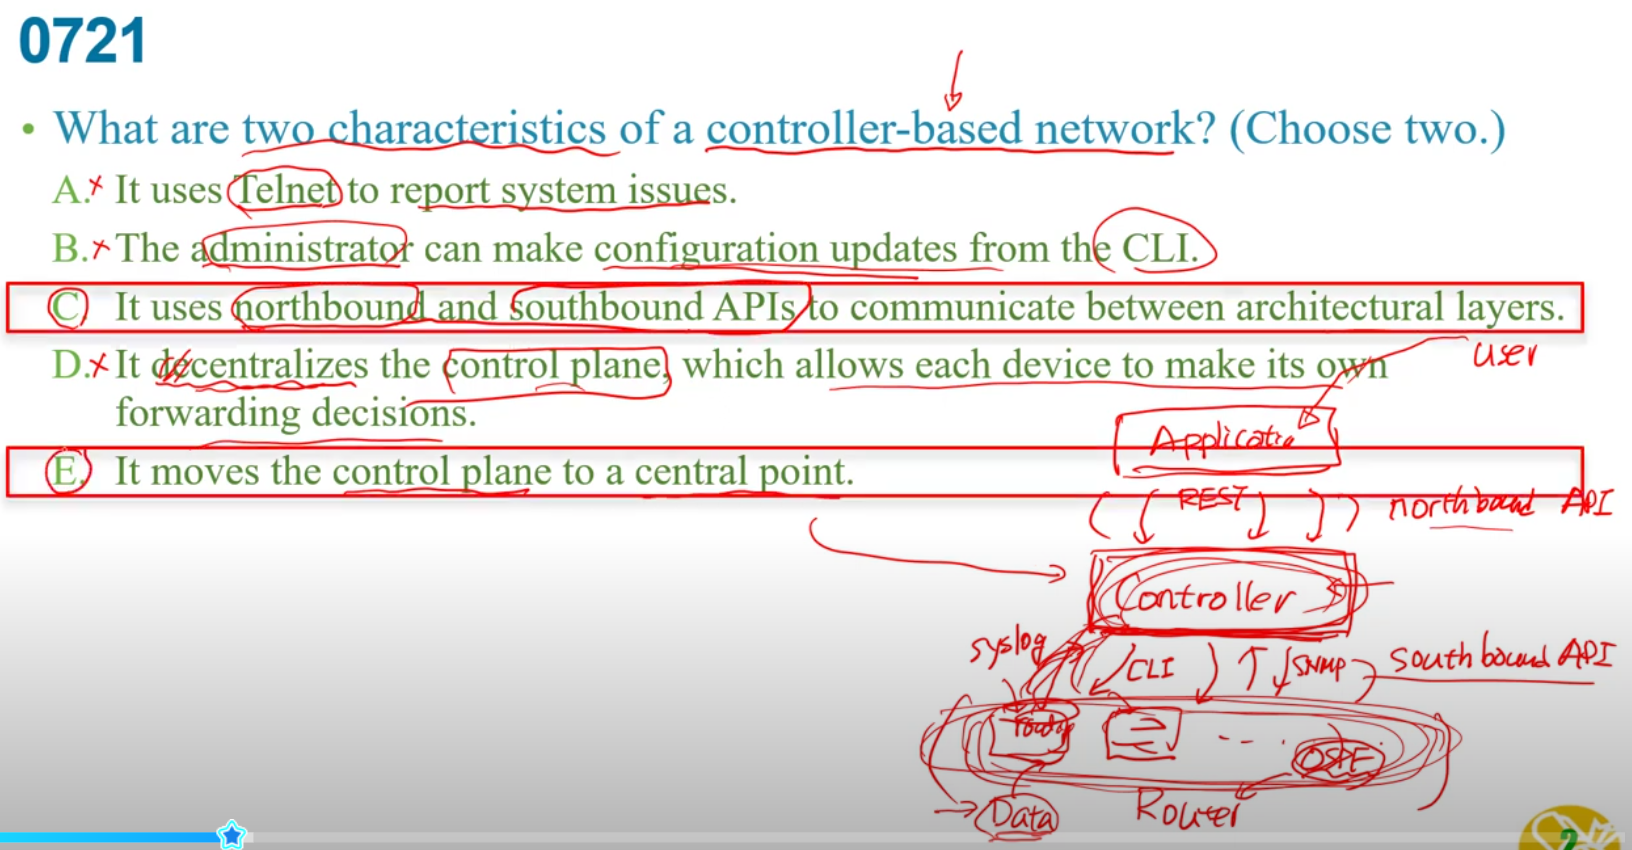 0721
• What are two characteristics of a controller-based network? (Choose two.)
A. It uses Telnet to report system issues.
B. The administrator can make configuration updates from the CLI.
C. It uses northbound and southbound APIs to communicate between architectural layers.
D. It decentralizes the control plane, which allows each device to make its own
forwarding decisions.
user
Applicatio
E. It moves the control plane to a central point.
REST northbound API
Controller
syslog CLI SNMP southbound API
OSPF
Data Router
2